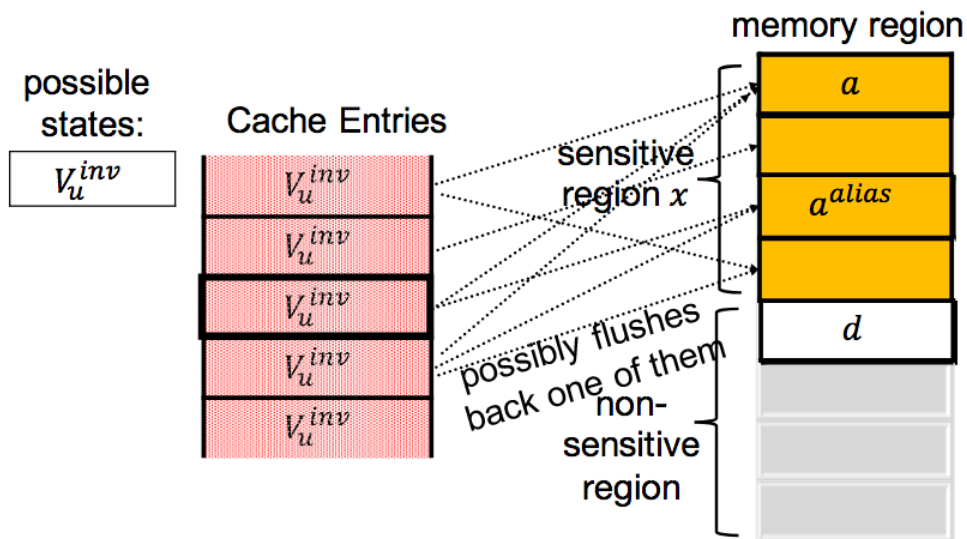 possible
states:
V_u^{inv}
Cache Entries
V_u^{inv}
V_u^{inv}
V_u^{inv}
V_u^{inv}
V_u^{inv}
memory region
sensitive
region x
a
a^{alias}
d
possibly flushes
back one of them
non-
sensitive
region